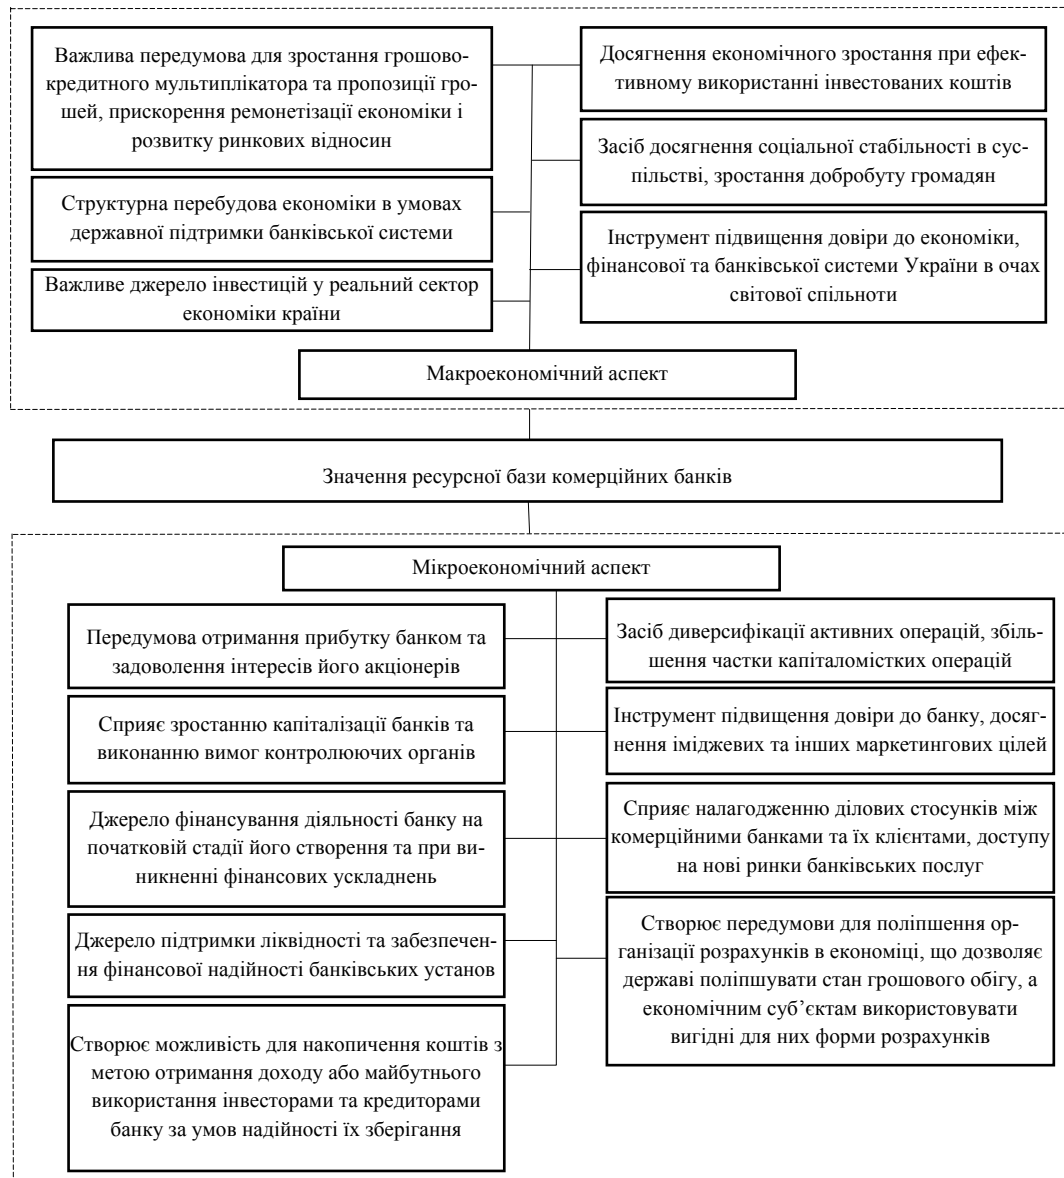 Важлива передумова для зростання грошово-
кредитного мультиплікатора та пропозиції гро-
шей, прискорення ремонетізації економіки і
розвитку ринкових відносин
Структурна перебудова економіки в умовах
державної підтримки банківської системи
Важливе джерело інвестицій у реальний сектор
економіки країни
Досягнення економічного зростання при ефек-
тивному використанні інвестованих коштів
Засіб досягнення соціальної стабільності в сус-
пільстві, зростання добробуту громадян
Інструмент підвищення довіри до економіки,
фінансової та банківської системи України в очах
світової спільноти
Макроекономічний аспект
Значення ресурсної бази комерційних банків
Мікроекономічний аспект
Передумова отримання прибутку банком та
задоволення інтересів його акціонерів
Сприяє зростанню капіталізації банків та
виконанню вимог контролюючих органів
Джерело фінансування діяльності банку на
початковій стадії його створення та при ви-
никненні фінансових ускладнень
Джерело підтримки ліквідності та забезпечен-
ня фінансової надійності банківських установ
Створює можливість для накопичення коштів з
метою отримання доходу або майбутнього
використання інвесторами та кредиторами
банку за умов надійності їх зберігання
Засіб диверсифікації активних операцій, збіль-
шення частки капіталомістких операцій
Інструмент підвищення довіри до банку, дося-
гнення іміджевих та інших маркетингових цілей
Сприяє налагодженню ділових стосунків між
комерційними банками та їх клієнтами, доступу
на нові ринки банківських послуг
Створює передумови для поліпшення ор-
ганізації розрахунків в економіці, що дозволяє
державі поліпшувати стан грошового обігу, а
економічним суб’єктам використовувати
вигідні для них форми розрахунків